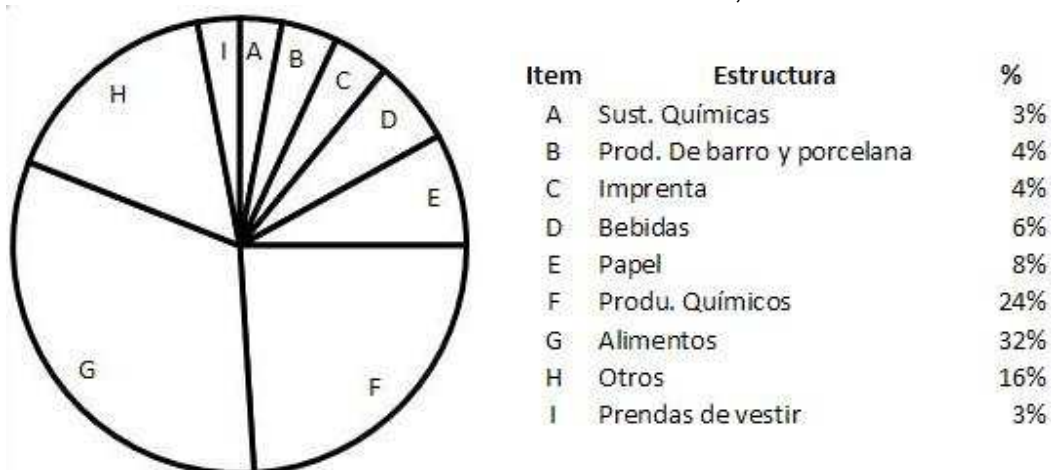 I A B C D E F G H
Item Estructura %
A Sust. Químicas 3%
B Prod. De barro y porcelana 4%
C Imprenta 4%
D Bebidas 6%
E Papel 8%
F Produ. Químicos 24%
G Alimentos 32%
H Otros 16%
I Prendas de vestir 3%